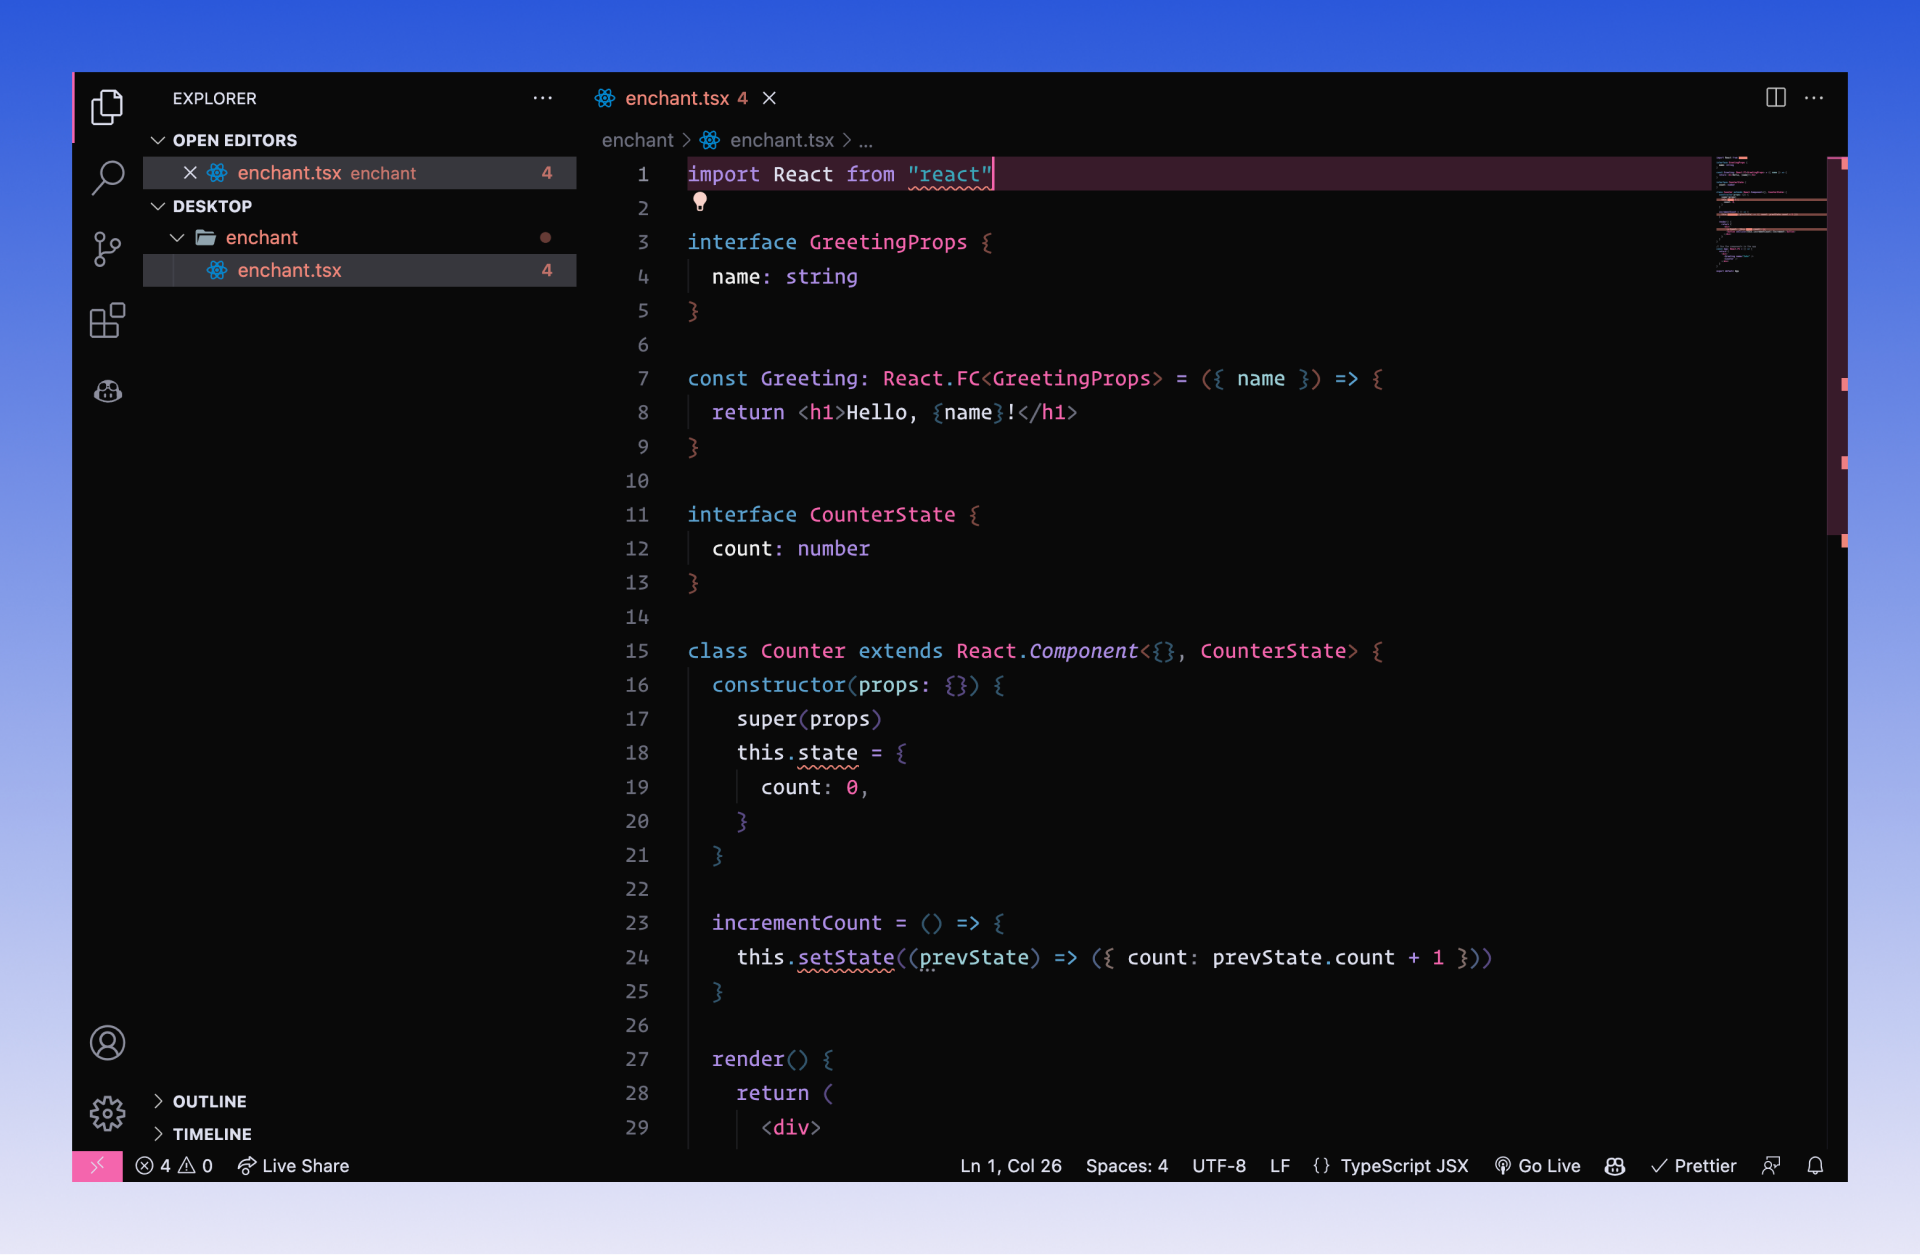 EXPLORER
OPEN EDITORS
enchant.tsx enchant 4
DESKTOP
enchant
enchant.tsx 4
OUTLINE
TIMELINE
enchant.tsx 4
enchant > enchant.tsx > ...
1 import React from "react"
2
3 interface GreetingProps {
4 name: string
5 }
6
7 const Greeting: React.FC<GreetingProps> = ({ name }) => {
8 return <h1>Hello, {name}!</h1>
9 }
10
11 interface CounterState {
12 count: number
13 }
14
15 class Counter extends React.Component<{}, CounterState> {
16 constructor(props: {}) {
17 super(props)
18 this.state = {
19 count: 0,
20 }
21 }
22
23 incrementCount = () => {
24 this.setState((prevState) => ({ count: prevState.count + 1 }))
25 }
26
27 render() {
28 return (
29 <div>
4 0 Live Share Ln 1, Col 26 Spaces: 4 UTF-8 LF {} TypeScript JSX Go Live Prettier